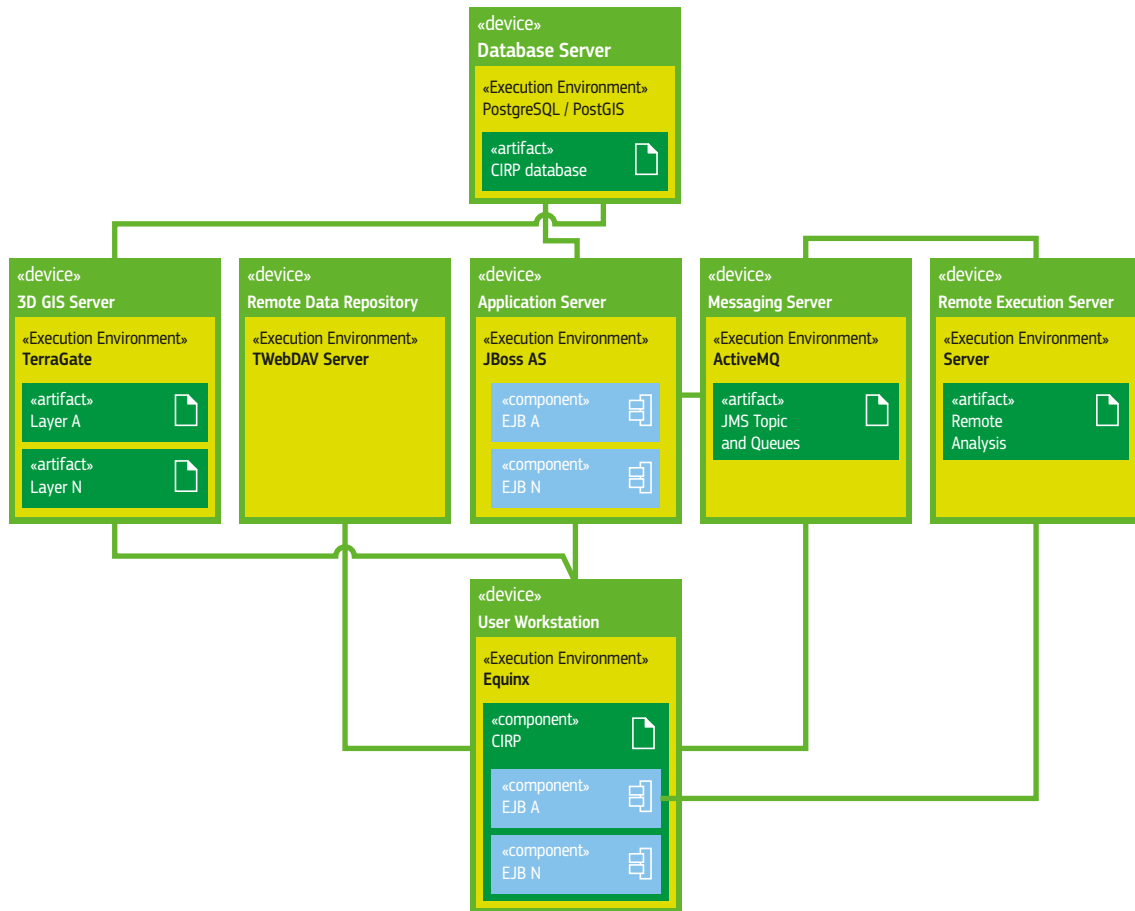 «device»
Database Server
«Execution Environment»
PostgreSQL / PostGIS
«artifact»
CIRP database
«device»
3D GIS Server
«Execution Environment»
TerraGate
«artifact»
Layer A
«artifact»
Layer N
«device»
Remote Data Repository
«Execution Environment»
TWebDAV Server
«device»
Application Server
«Execution Environment»
JBoss AS
«component»
EJB A
«component»
EJB N
«device»
Messaging Server
«Execution Environment»
ActiveMQ
«artifact»
JMS Topic
and Queues
«device»
Remote Execution Server
«Execution Environment»
Server
«artifact»
Remote
Analysis
«device»
User Workstation
«Execution Environment»
Equinx
«component»
CIRP
«component»
EJB A
«component»
EJB N